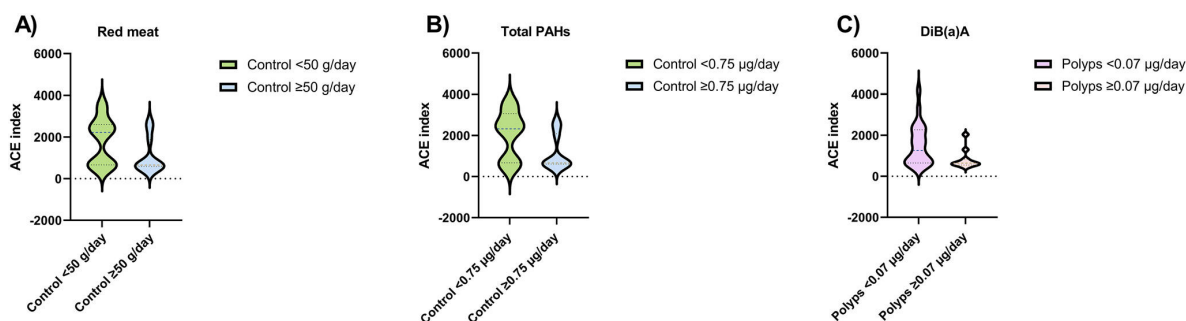 A)
Red meat
ACE index
6000
4000
2000
0
-2000
Control <50 g/day
Control ≥50 g/day
Control <50 g/day
Control ≥50 g/day
B)
Total PAHs
ACE index
6000
4000
2000
0
-2000
Control <0.75 µg/day
Control ≥0.75 µg/day
Control <0.75 µg/day
Control ≥0.75 µg/day
C)
DiB(a)A
ACE index
6000
4000
2000
0
-2000
Polyps <0.07 µg/day
Polyps ≥0.07 µg/day
Polyps <0.07 µg/day
Polyps ≥0.07 µg/day